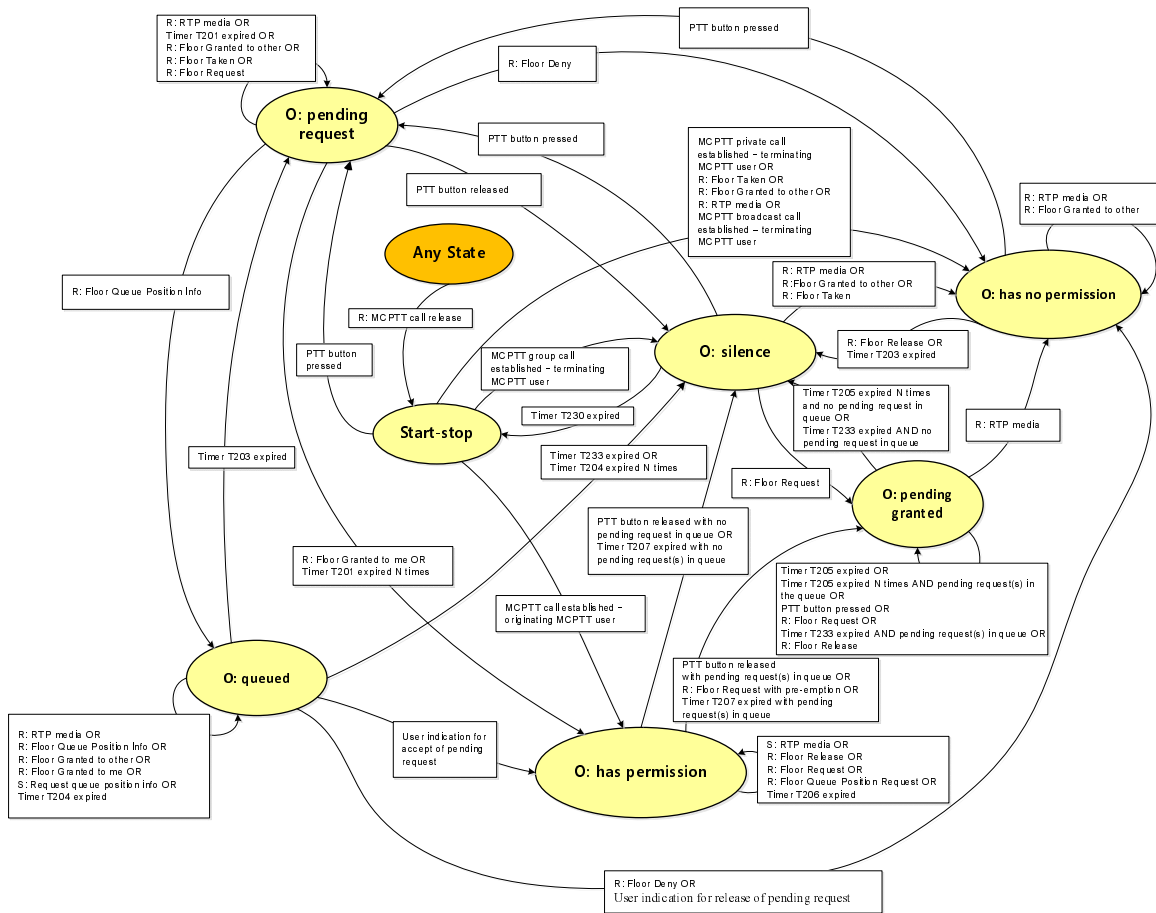 R: RTP media OR
Timer T201 expired OR
R: Floor Granted to other OR
R: Floor Taken OR
R: Floor Request
PTT button pressed
R: Floor Deny
O: pending
request
PTT button pressed
MCPTT private call
established – terminating
MCPTT user OR
R: Floor Taken OR
R: Floor Granted to other OR
R: RTP media OR
MCPTT broadcast call
established – terminating
MCPTT user
PTT button released
R: RTP media OR
R: Floor Granted to other
Any State
R: Floor Queue Position Info
R: RTP media OR
R:Floor Granted to other OR
R: Floor Taken
O: has no permission
R: MCPTT call release
PTT button
pressed
MCPTT group call
established – terminating
MCPTT user
O: silence
R: Floor Release OR
Timer T203 expired
Timer T205 expired N times
and no pending request in
queue OR
Timer T233 expired AND no
pending request in queue
Timer T230 expired
Start-stop
R: RTP media
Timer T203 expired
Timer T233 expired OR
Timer T204 expired N times
R: Floor Request
O: pending
granted
PTT button released with no
pending request in queue OR
Timer T207 expired with no
pending request(s) in queue
R: Floor Granted to me OR
Timer T201 expired N times
Timer T205 expired OR
Timer T205 expired N times AND pending request(s) in
the queue OR
PTT button pressed OR
R: Floor Request OR
Timer T233 expired AND pending request(s) in queue OR
R: Floor Release
MCPTT call established –
originating MCPTT user
O: queued
PTT button released
with pending request(s) in queue OR
R: Floor Request with pre-emption OR
Timer T207 expired with pending
request(s) in queue
R: RTP media OR
R: Floor Queue Position Info OR
R: Floor Granted to other OR
R: Floor Granted to me OR
S: Request queue position info OR
Timer T204 expired
User indication for
accept of pending
request
O: has permission
S: RTP media OR
R: Floor Release OR
R: Floor Request OR
R: Floor Queue Position Request OR
Timer T206 expired
R: Floor Deny OR
User indication for release of pending request